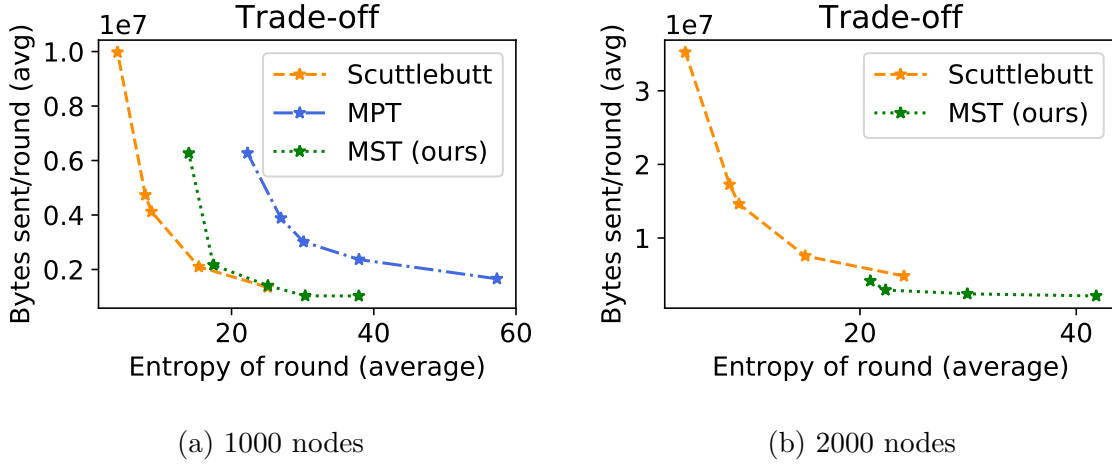 Trade-off
1e7
Bytes sent/round (avg)
1.0
0.8
0.6
0.4
0.2
Scuttlebutt
MPT
MST (ours)
20
40
60
Entropy of round (average)
(a) 1000 nodes
Trade-off
1e7
Bytes sent/round (avg)
3
2
1
Scuttlebutt
MST (ours)
20
40
Entropy of round (average)
(b) 2000 nodes